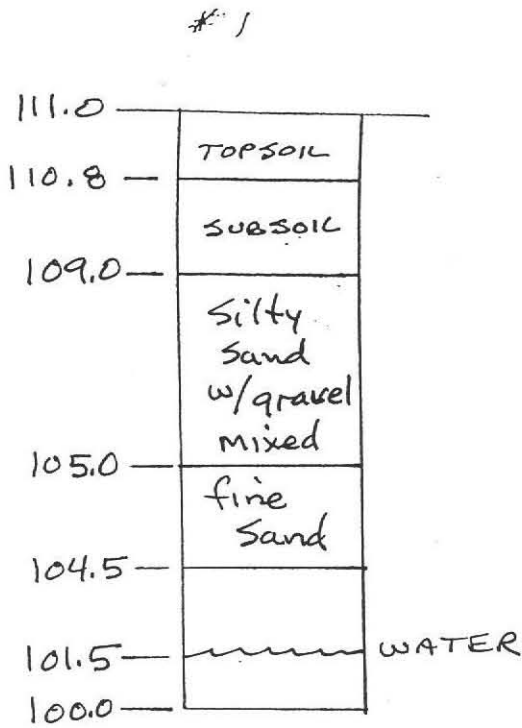 #1
111.0
TOPSOIL
110.8
SUBSOIL
109.0
Silty
Sand
w/gravel
mixed
105.0
fine
Sand
104.5
101.5 WATER
100.0